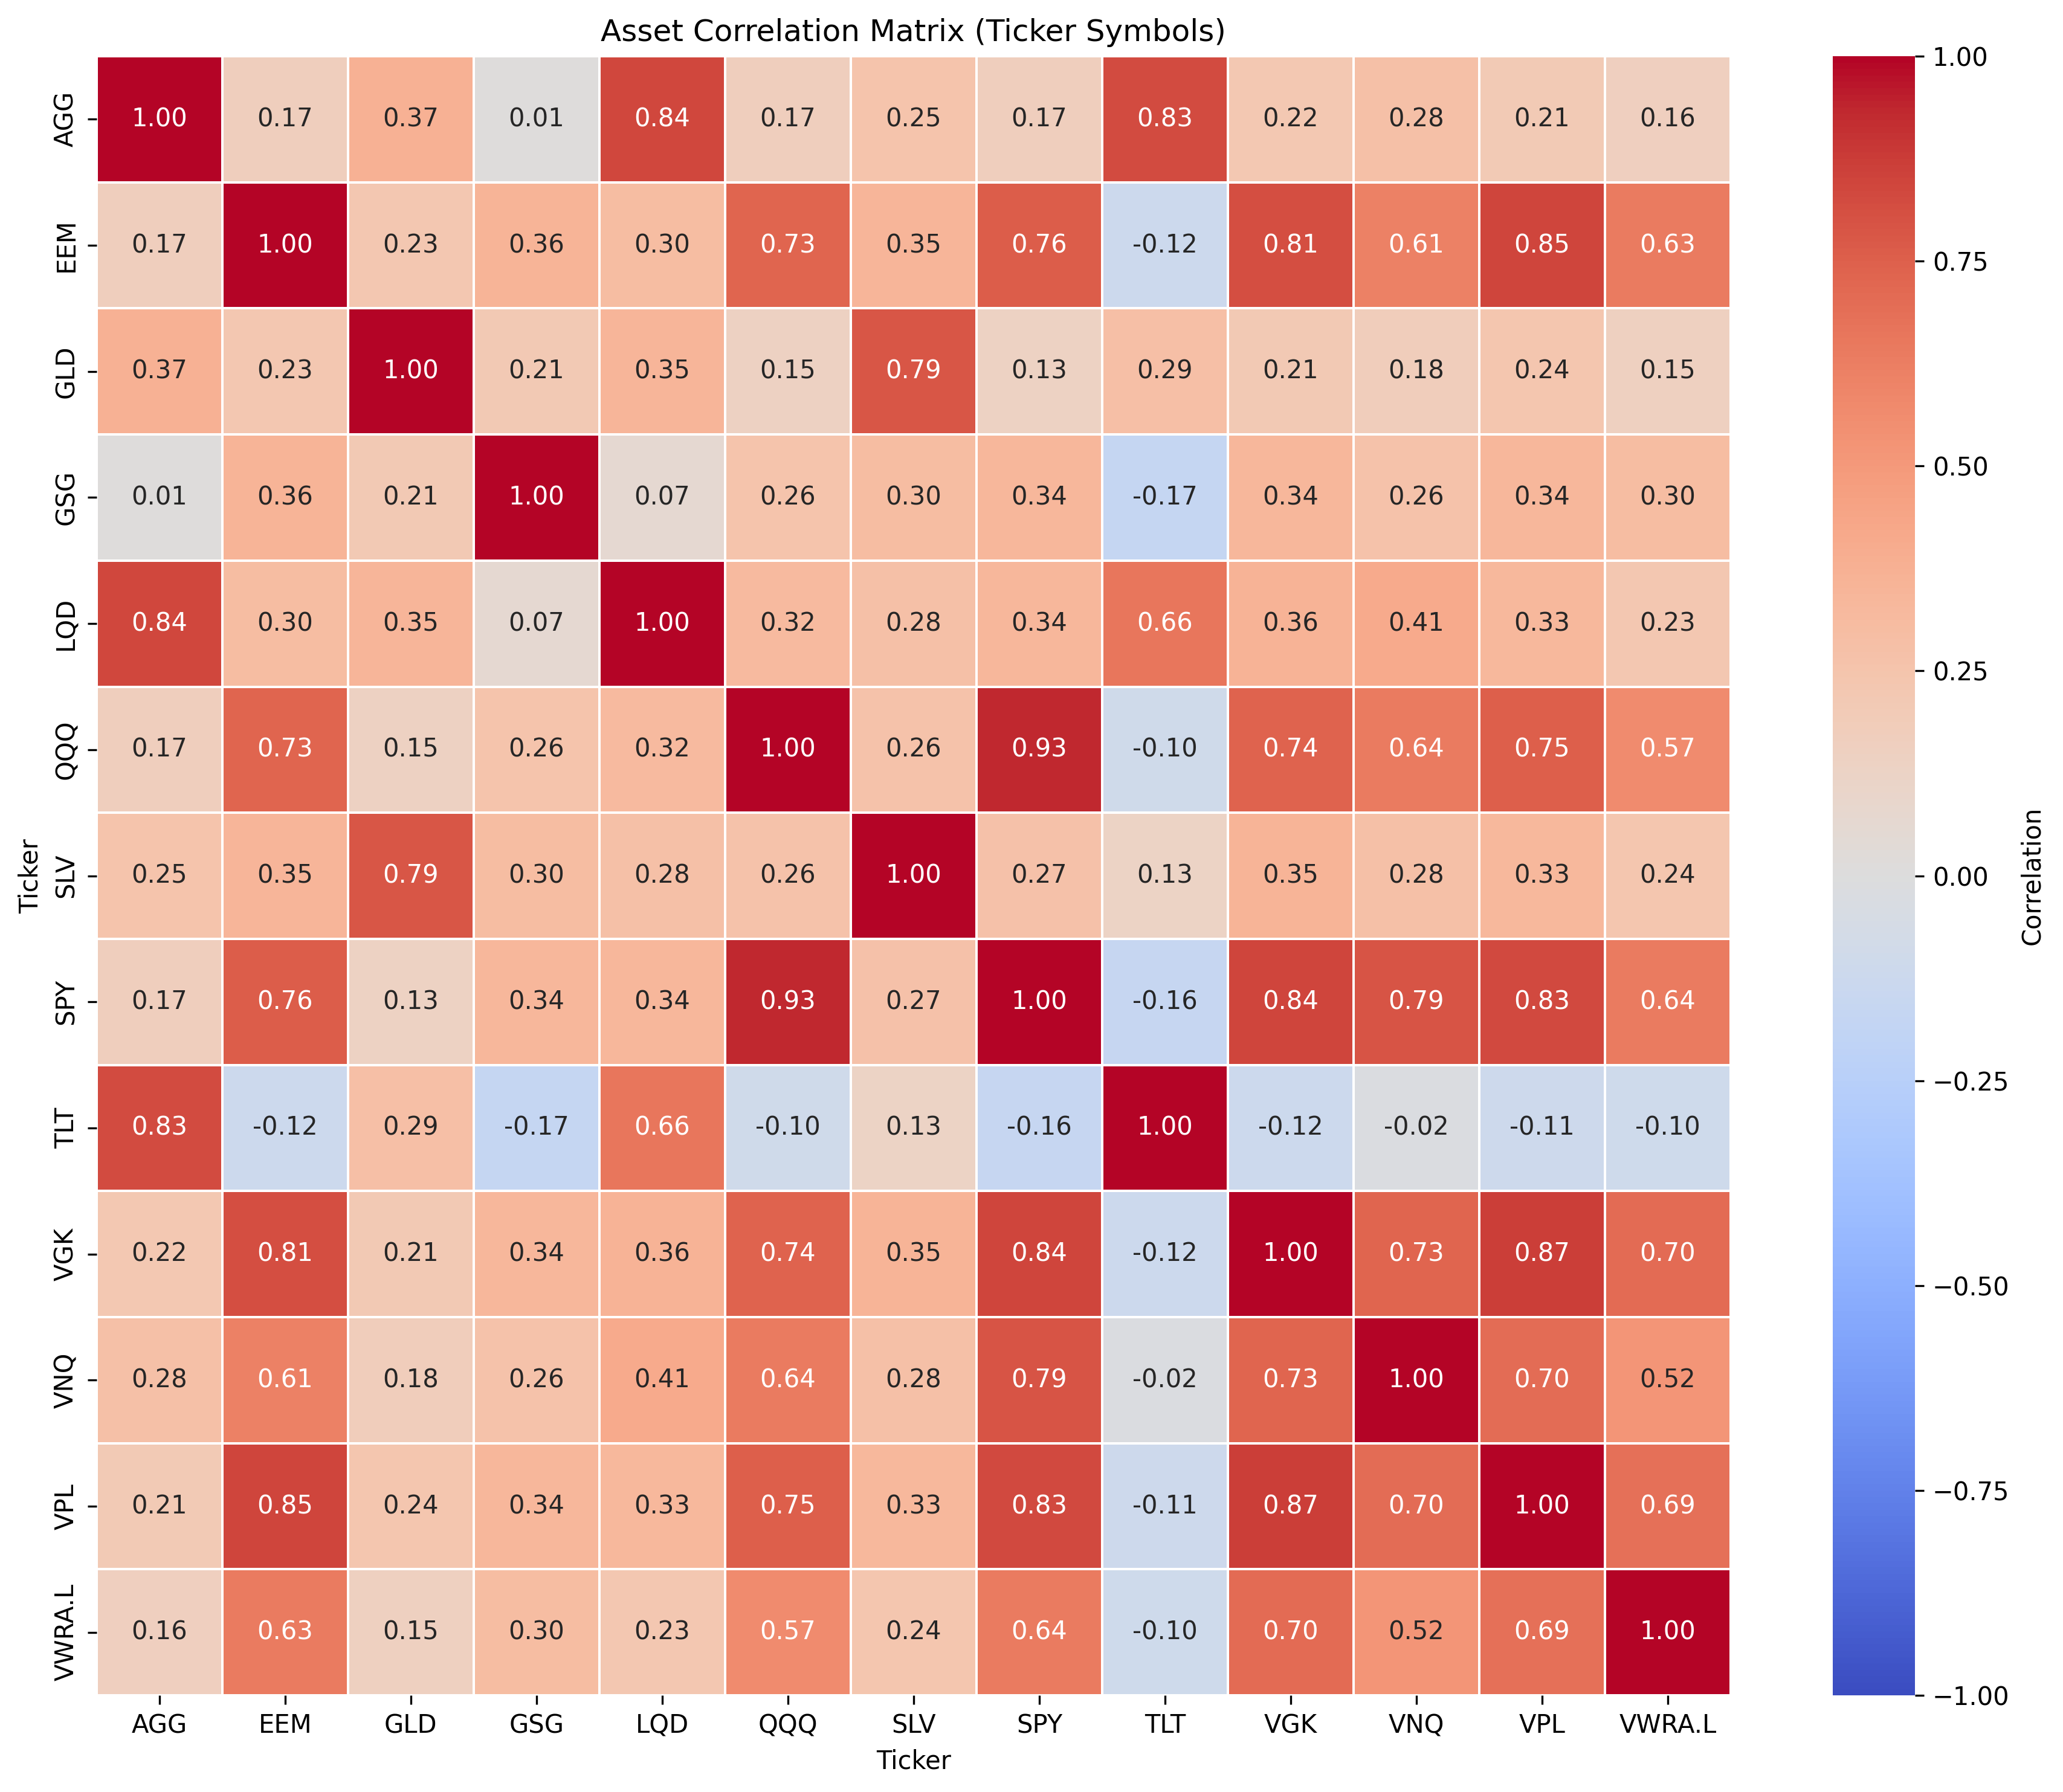 Asset Correlation Matrix (Ticker Symbols)
AGG 1.00 0.17 0.37 0.01 0.84 0.17 0.25 0.17 0.83 0.22 0.28 0.21 0.16
EEM 0.17 1.00 0.23 0.36 0.30 0.73 0.35 0.76 -0.12 0.81 0.61 0.85 0.63
GLD 0.37 0.23 1.00 0.21 0.35 0.15 0.79 0.13 0.29 0.21 0.18 0.24 0.15
GSG 0.01 0.36 0.21 1.00 0.07 0.26 0.30 0.34 -0.17 0.34 0.26 0.34 0.30
LQD 0.84 0.30 0.35 0.07 1.00 0.32 0.28 0.34 0.66 0.36 0.41 0.33 0.23
QQQ 0.17 0.73 0.15 0.26 0.32 1.00 0.26 0.93 -0.10 0.74 0.64 0.75 0.57
SLV 0.25 0.35 0.79 0.30 0.28 0.26 1.00 0.27 0.13 0.35 0.28 0.33 0.24
SPY 0.17 0.76 0.13 0.34 0.34 0.93 0.27 1.00 -0.16 0.84 0.79 0.83 0.64
TLT 0.83 -0.12 0.29 -0.17 0.66 -0.10 0.13 -0.16 1.00 -0.12 -0.02 -0.11 -0.10
VGK 0.22 0.81 0.21 0.34 0.36 0.74 0.35 0.84 -0.12 1.00 0.73 0.87 0.70
VNQ 0.28 0.61 0.18 0.26 0.41 0.64 0.28 0.79 -0.02 0.73 1.00 0.70 0.52
VPL 0.21 0.85 0.24 0.34 0.33 0.75 0.33 0.83 -0.11 0.87 0.70 1.00 0.69
VWRA.L 0.16 0.63 0.15 0.30 0.23 0.57 0.24 0.64 -0.10 0.70 0.52 0.69 1.00
AGG EEM GLD GSG LQD QQQ SLV SPY TLT VGK VNQ VPL VWRA.L
Ticker
Ticker
1.00
0.75
0.50
0.25
0.00
−0.25
−0.50
−0.75
−1.00
Correlation